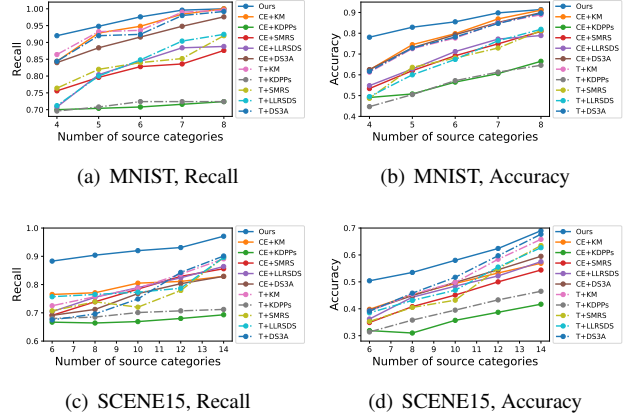 1.00
0.95
0.90
0.85
0.80
0.75
0.70
Recall
4 5 6 7 8
Number of source categories
Ours
CE+KM
CE+KDPPs
CE+SMRS
CE+LLRSDS
CE+DS3A
T+KM
T+KDPPs
T+SMRS
T+LLRSDS
T+DS3A
(a) MNIST, Recall
0.9
0.8
0.7
0.6
0.5
0.4
Accuracy
4 5 6 7 8
Number of source categories
Ours
CE+KM
CE+KDPPs
CE+SMRS
CE+LLRSDS
CE+DS3A
T+KM
T+KDPPs
T+SMRS
T+LLRSDS
T+DS3A
(b) MNIST, Accuracy
1.0
0.9
0.8
0.7
0.6
Recall
6 7 8 9 10 11 12 13 14
Number of source categories
Ours
CE+KM
CE+KDPPs
CE+SMRS
CE+LLRSDS
CE+DS3A
T+KM
T+KDPPs
T+SMRS
T+LLRSDS
T+DS3A
(c) SCENE15, Recall
0.7
0.6
0.5
0.4
0.3
Accuracy
6 7 8 9 10 11 12 13 14
Number of source categories
Ours
CE+KM
CE+KDPPs
CE+SMRS
CE+LLRSDS
CE+DS3A
T+KM
T+KDPPs
T+SMRS
T+LLRSDS
T+DS3A
(d) SCENE15, Accuracy